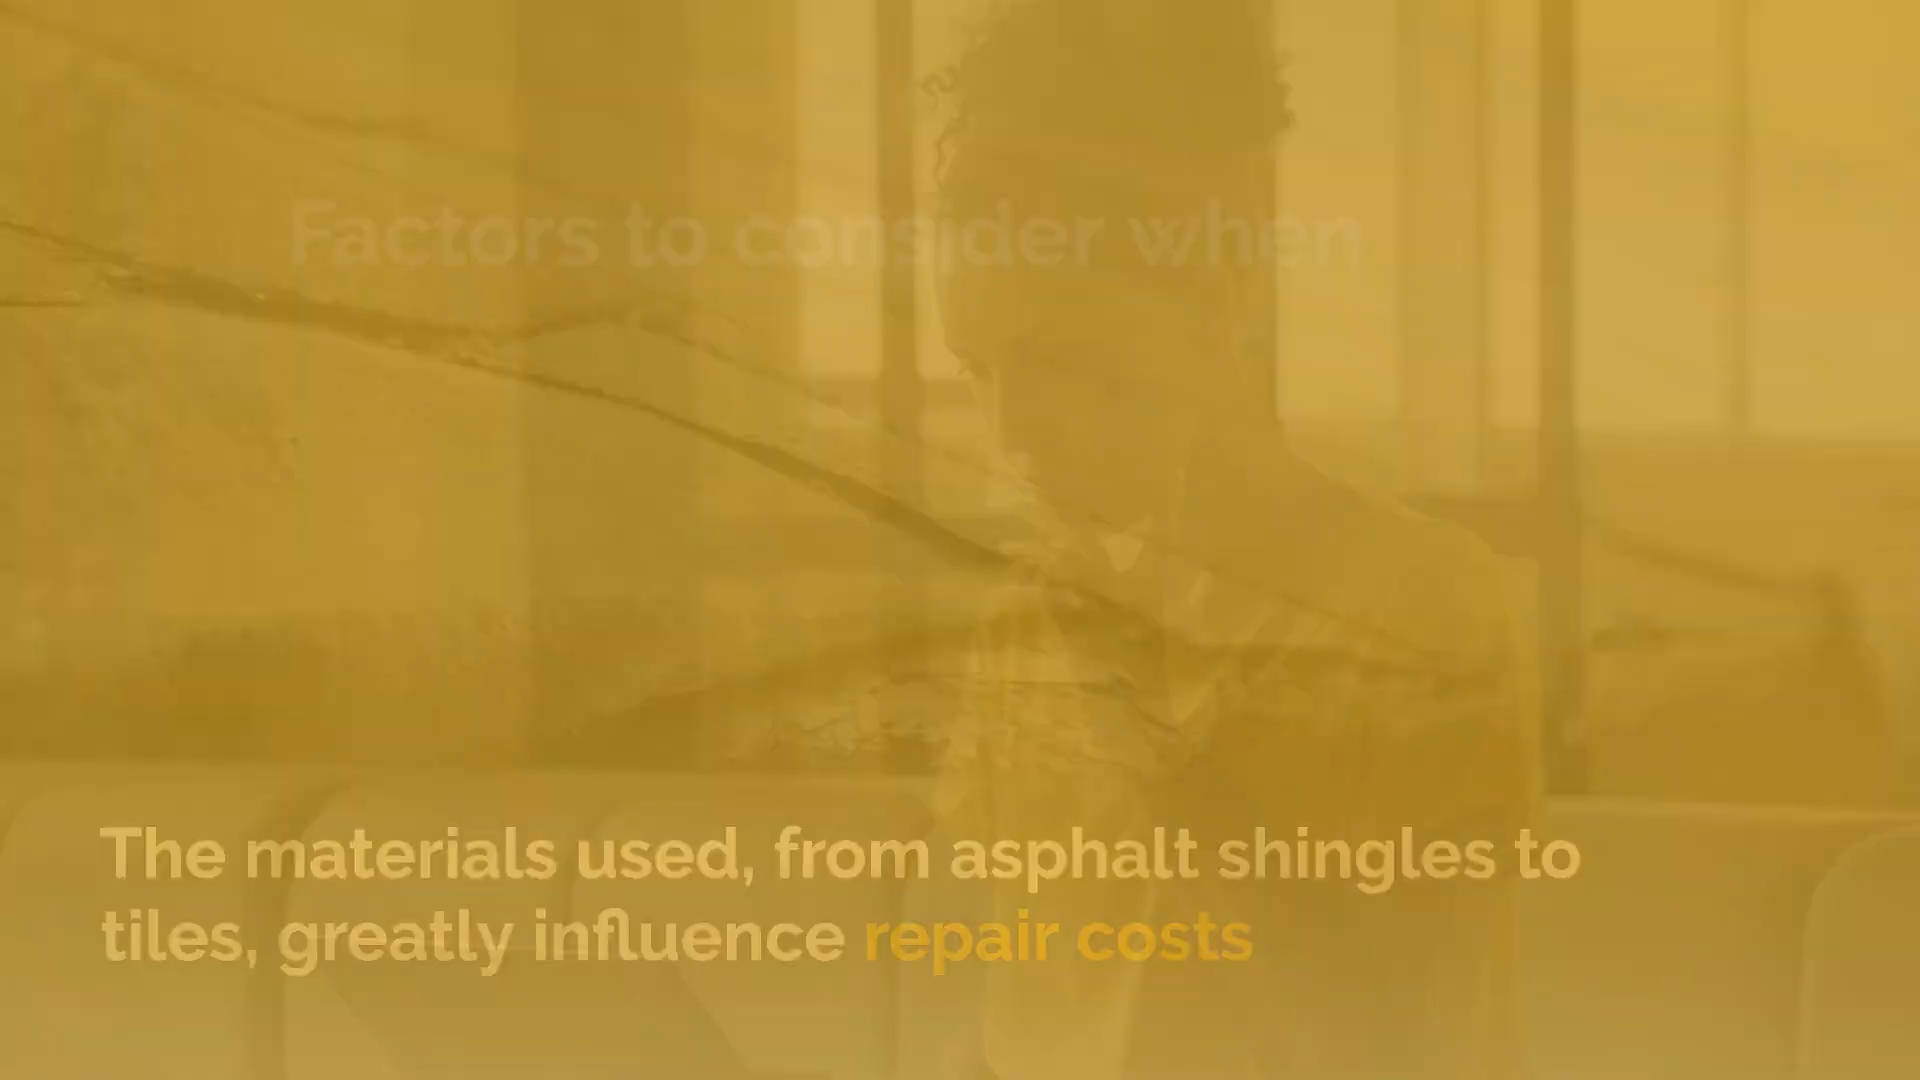 Factors to consider when
The materials used, from asphalt shingles to
tiles, greatly influence repair costs